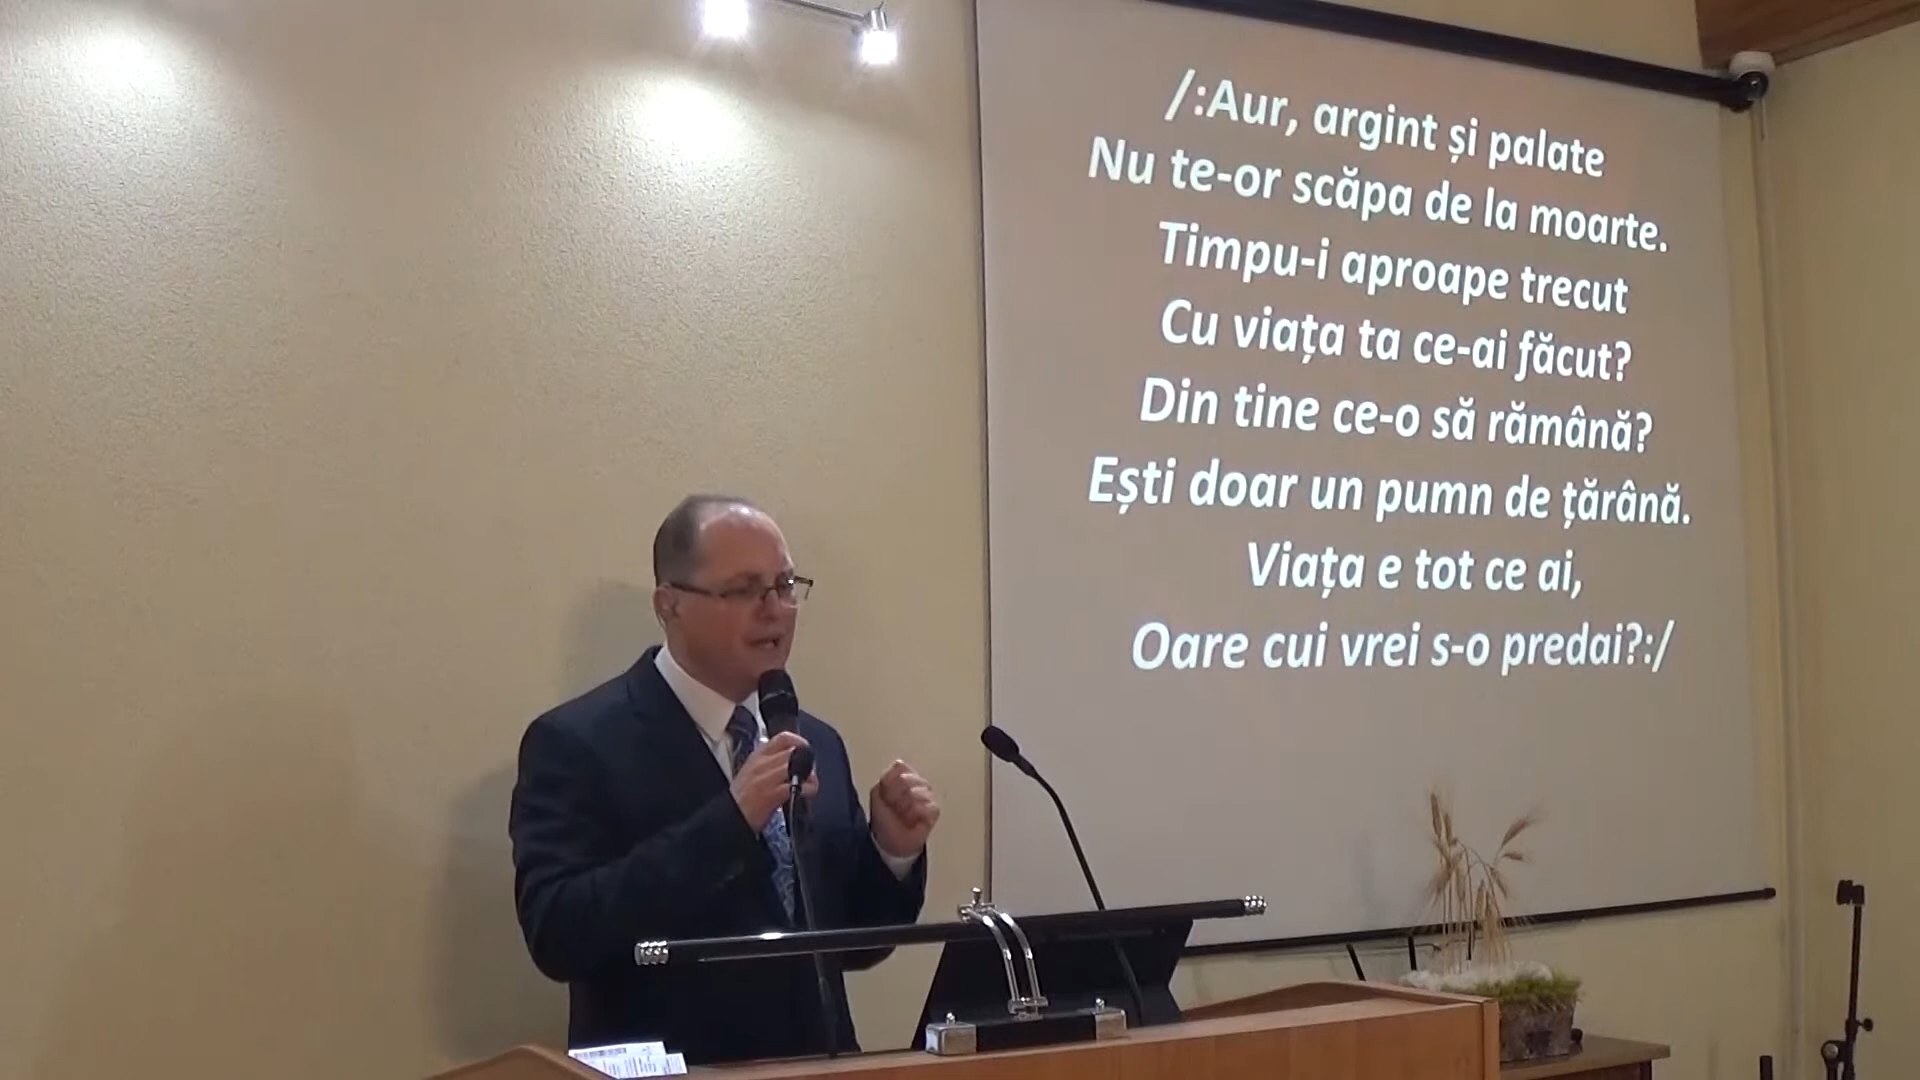 /:Aur, argint și palate
Nu te-or scăpa de la moarte.
Timpu-i aproape trecut
Cu viața ta ce-ai făcut?
Din tine ce-o să rămână?
Ești doar un pumn de țărână.
Viața e tot ce ai,
Oare cui vrei s-o predai?:/